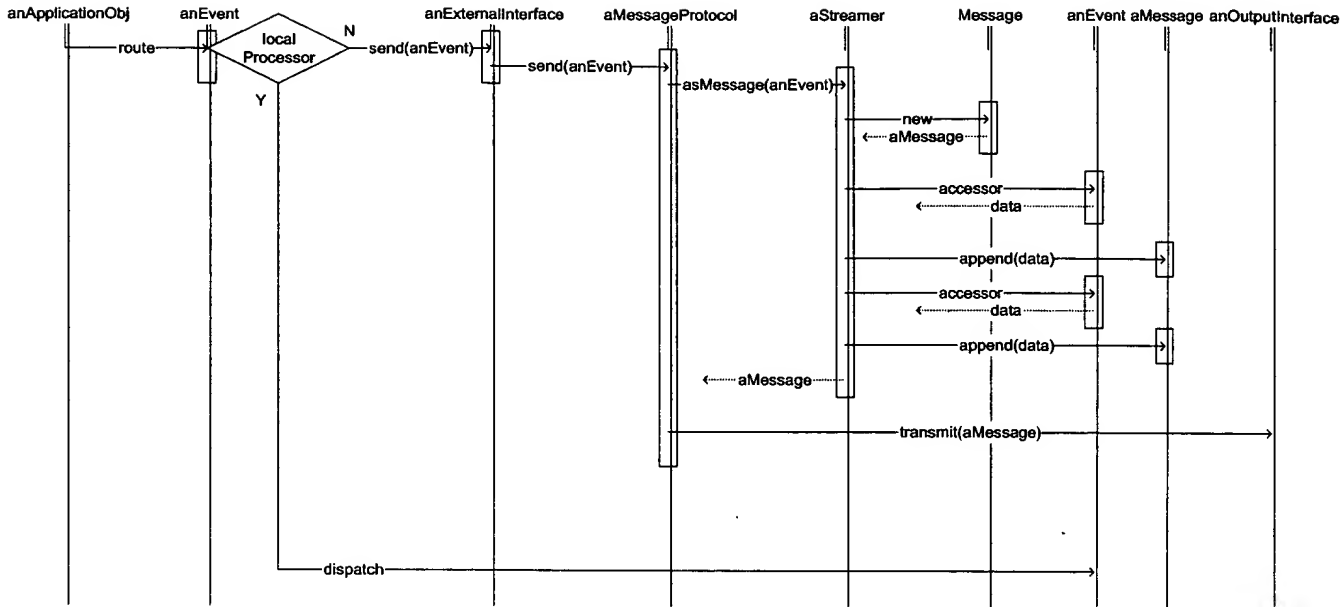 anApplicationObj anEvent anExternalInterface aMessageProtocol aStreamer Message anEvent aMessage anOutputInterface
route
local
Processor
N
send(anEvent)
send(anEvent)
asMessage(anEvent)
Y
new
aMessage
accessor
data
append(data)
accessor
data
append(data)
aMessage
transmit(aMessage)
dispatch